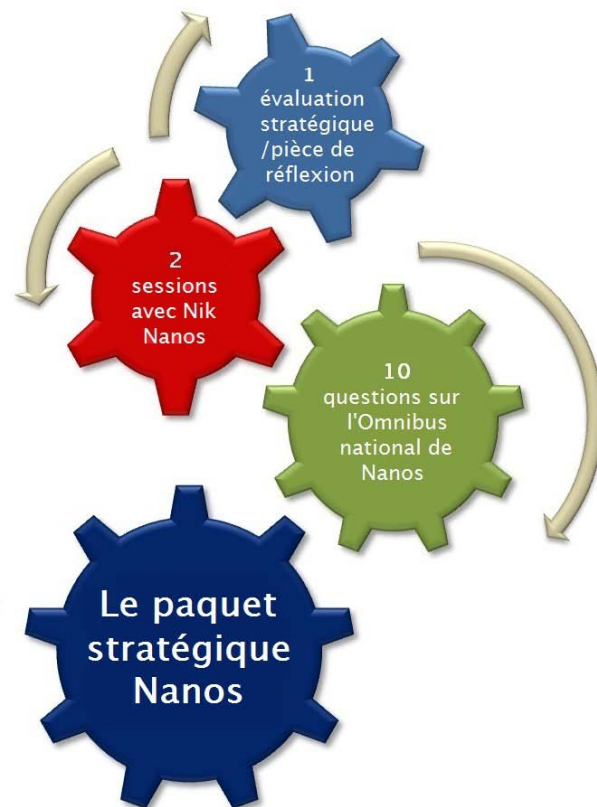 1
évaluation
stratégique
/pièce de
réflexion
2
sessions
avec Nik
Nanos
10
questions sur
l'Omnibus
national de
Nanos
Le paquet
stratégique
Nanos